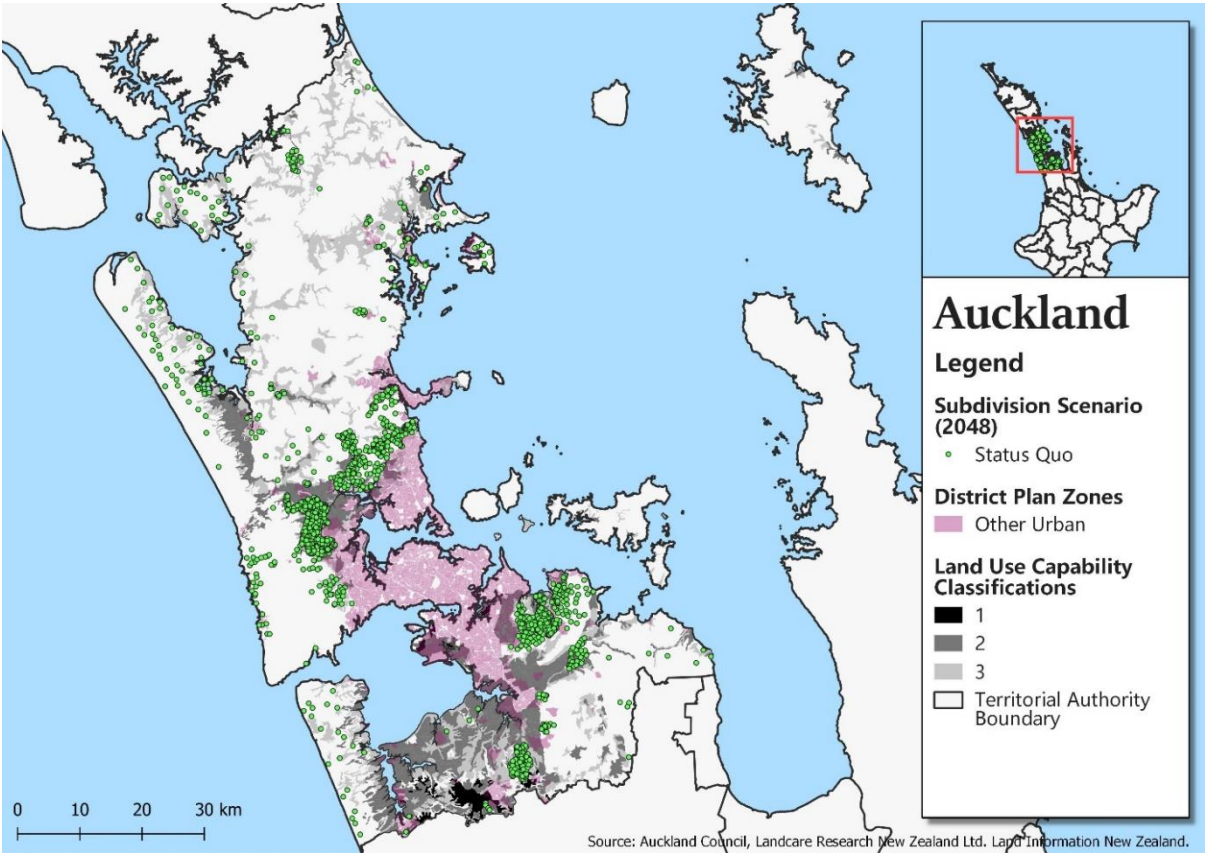 Auckland
Legend
Subdivision Scenario
(2048)
Status Quo
District Plan Zones
Other Urban
Land Use Capability
Classifications
1
2
3
Territorial Authority
Boundary
0 10 20 30 km
Source: Auckland Council, Landcare Research New Zealand Ltd. Land Information New Zealand.